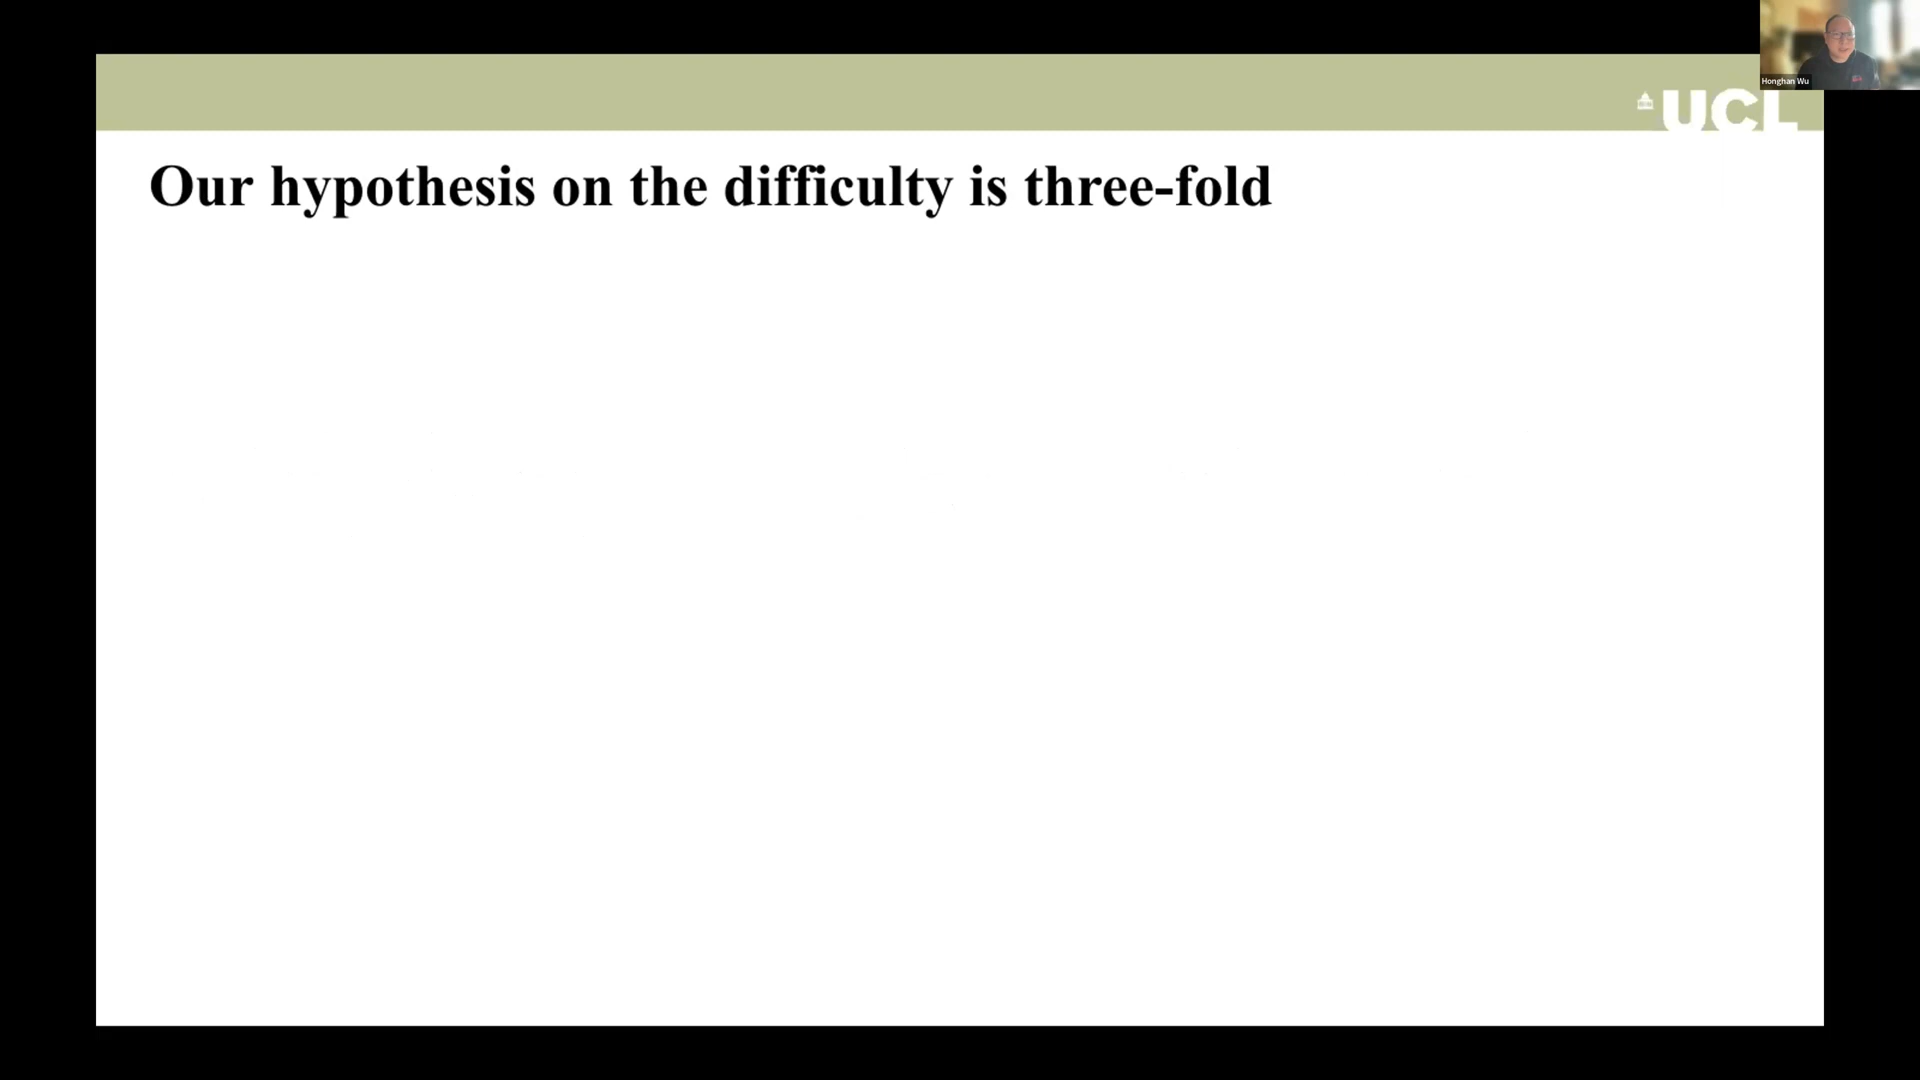 Honghan Wu
UCL
Our hypothesis on the difficulty is three-fold